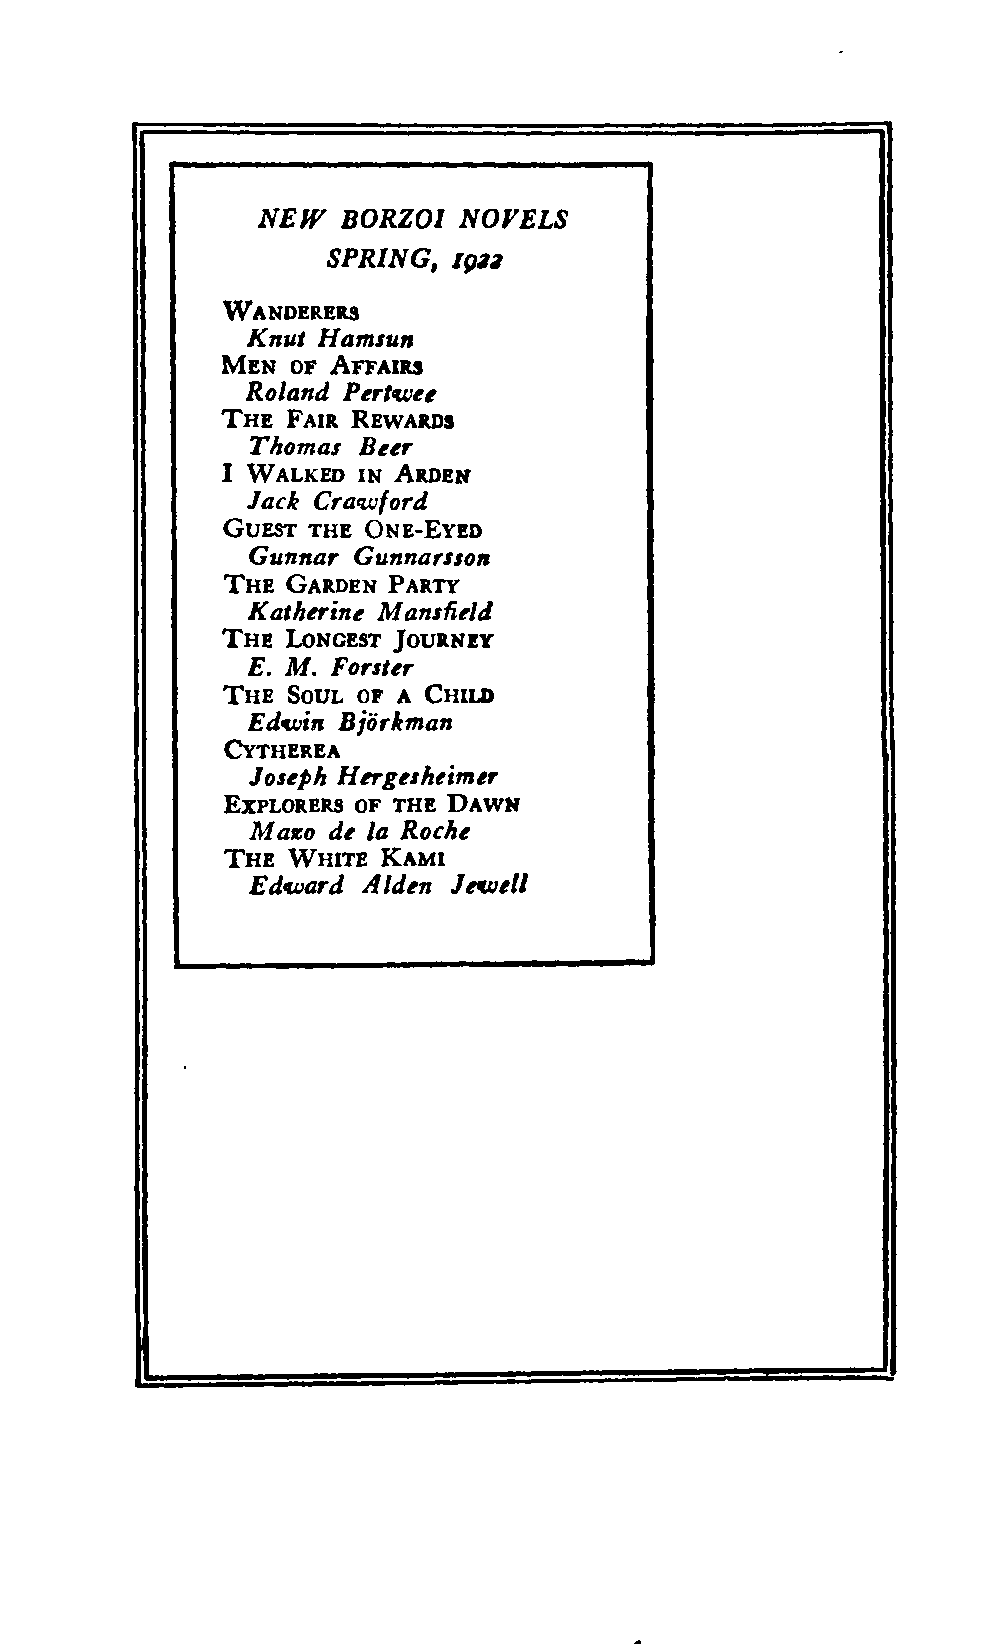 NEW BORZOI NOVELS
SPRING, 1922
WANDERERS
Knut Hamsun
MEN OF AFFAIRS
Roland Pertwee
THE FAIR REWARDS
Thomas Beer
I WALKED IN ARDEN
Jack Crawford
GUEST THE ONE-EYED
Gunnar Gunnarsson
THE GARDEN PARTY
Katherine Mansfield
THE LONGEST JOURNEY
E. M. Forster
THE SOUL OF A CHILD
Edwin Björkman
CYTHEREA
Joseph Hergesheimer
EXPLORERS OF THE DAWN
Mazo de la Roche
THE WHITE KAMI
Edward Alden Jewell